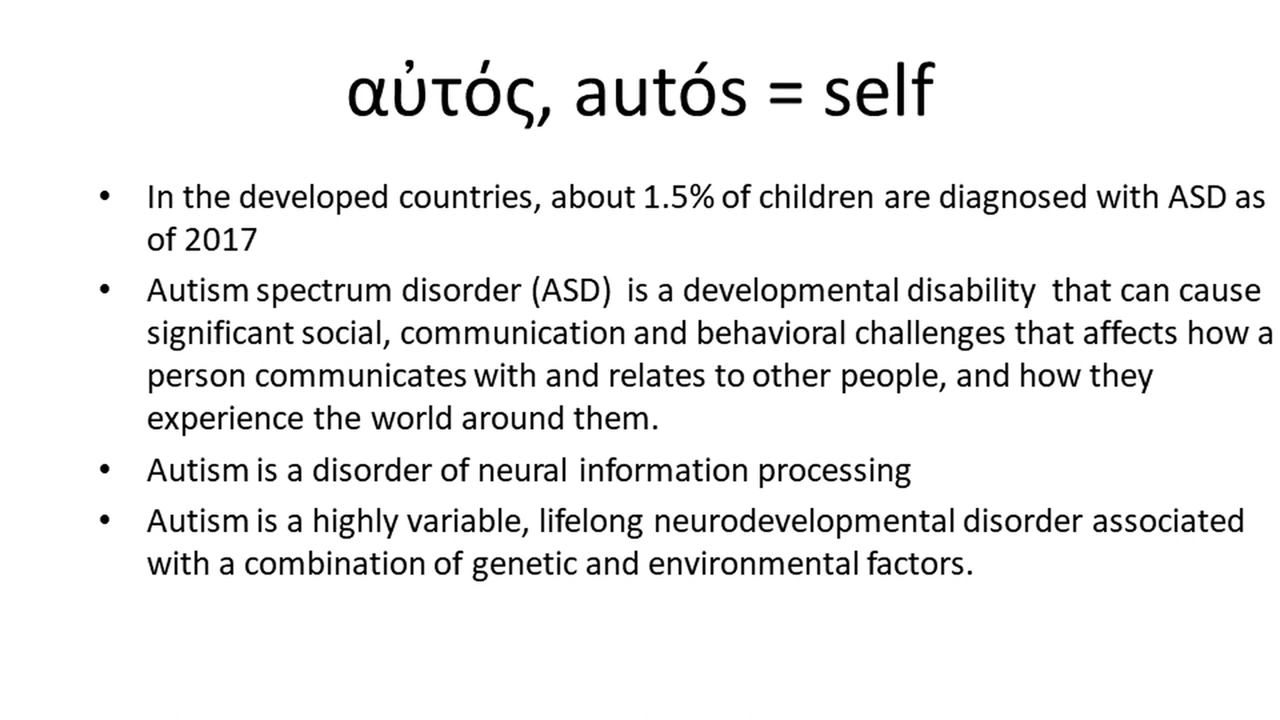 αὐτός, autós = self
• In the developed countries, about 1.5% of children are diagnosed with ASD as
of 2017
• Autism spectrum disorder (ASD)  is a developmental disability  that can cause
significant social, communication and behavioral challenges that affects how a
person communicates with and relates to other people, and how they
experience the world around them.
• Autism is a disorder of neural information processing
• Autism is a highly variable, lifelong neurodevelopmental disorder associated
with a combination of genetic and environmental factors.